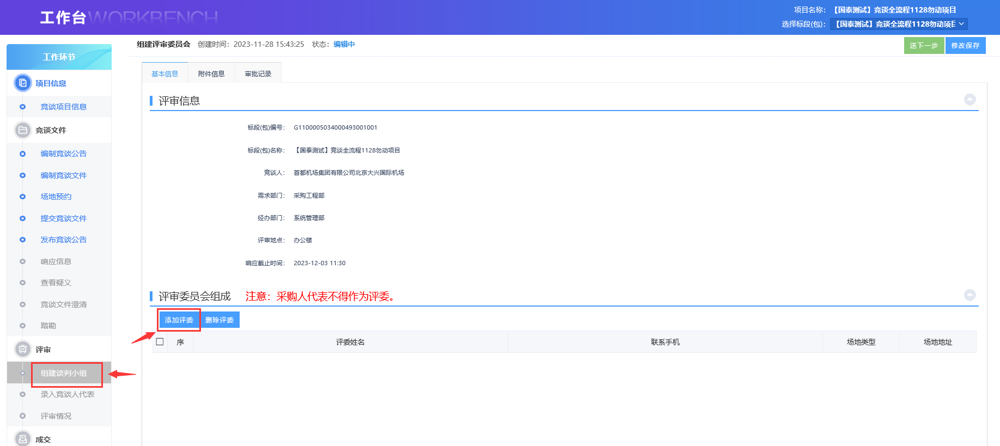 工作台WORKBENCH
项目名称： 【国泰测试】竞谈全流程1128勿动项目
选择标段(包)： 【国泰测试】竞谈全流程1128勿动项目
组建评审委员会 创建时间：2023-11-28 15:43:25 状态：编辑中
送下一步 修改保存
工作环节
项目信息
竞谈项目信息
竞谈文件
编制竞谈公告
编制竞谈文件
场地预约
提交竞谈文件
发布竞谈公告
响应信息
查看疑义
竞谈文件澄清
踏勘
评审
组建谈判小组
录入竞谈人代表
评审情况
成交
基本信息 附件信息 审批记录
评审信息
标段(包)编号： G1100005034000493001001
标段(包)名称： 【国泰测试】竞谈全流程1128勿动项目
竞谈人： 首都机场集团有限公司北京大兴国际机场
需求部门： 采购工程部
经办部门： 系统管理部
评审地点： 办公楼
响应截止时间： 2023-12-03 11:30
评审委员会组成 注意：采购人代表不得作为评委。
添加评委 删除评委
序 评委姓名 联系手机 场地类型 场地地址